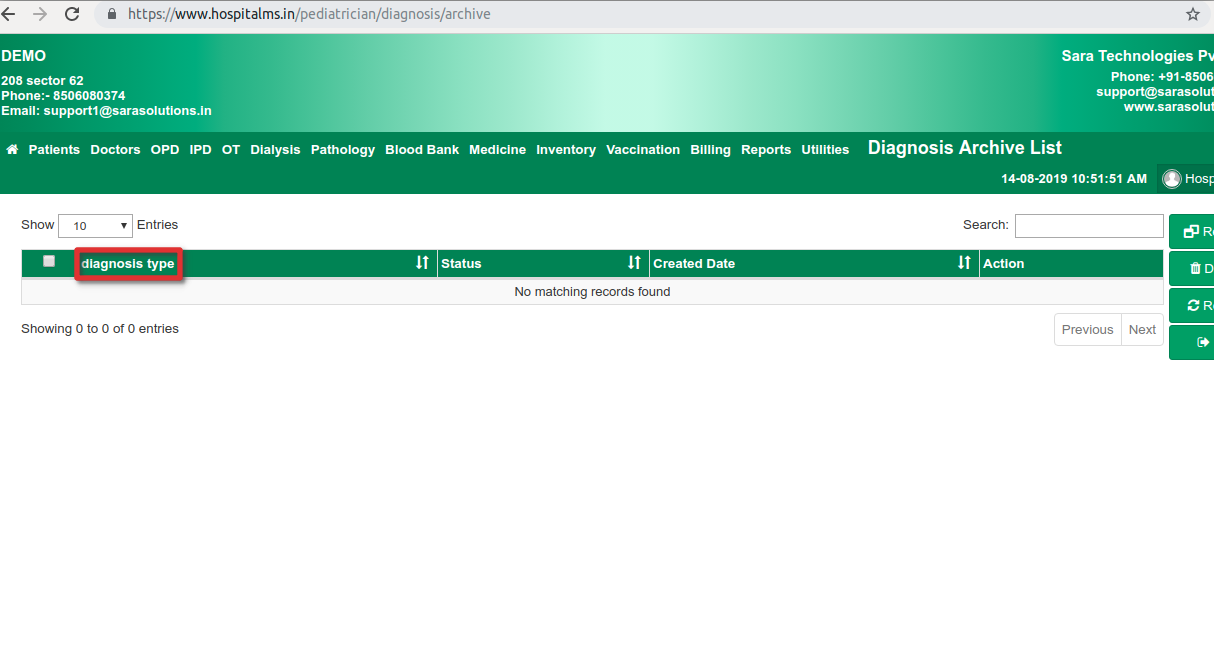 https://www.hospitalms.in/pediatrician/diagnosis/archive
DEMO
208 sector 62
Phone:- 8506080374
Email: support1@sarasolutions.in
Sara Technologies Pv
Phone: +91-8506
support@sarasolut
www.sarasolut
Patients Doctors OPD IPD OT Dialysis Pathology Blood Bank Medicine Inventory Vaccination Billing Reports Utilities Diagnosis Archive List
14-08-2019 10:51:51 AM Hosp
Show 10 Entries Search:
diagnosis type Status Created Date Action
No matching records found
Showing 0 to 0 of 0 entries Previous Next